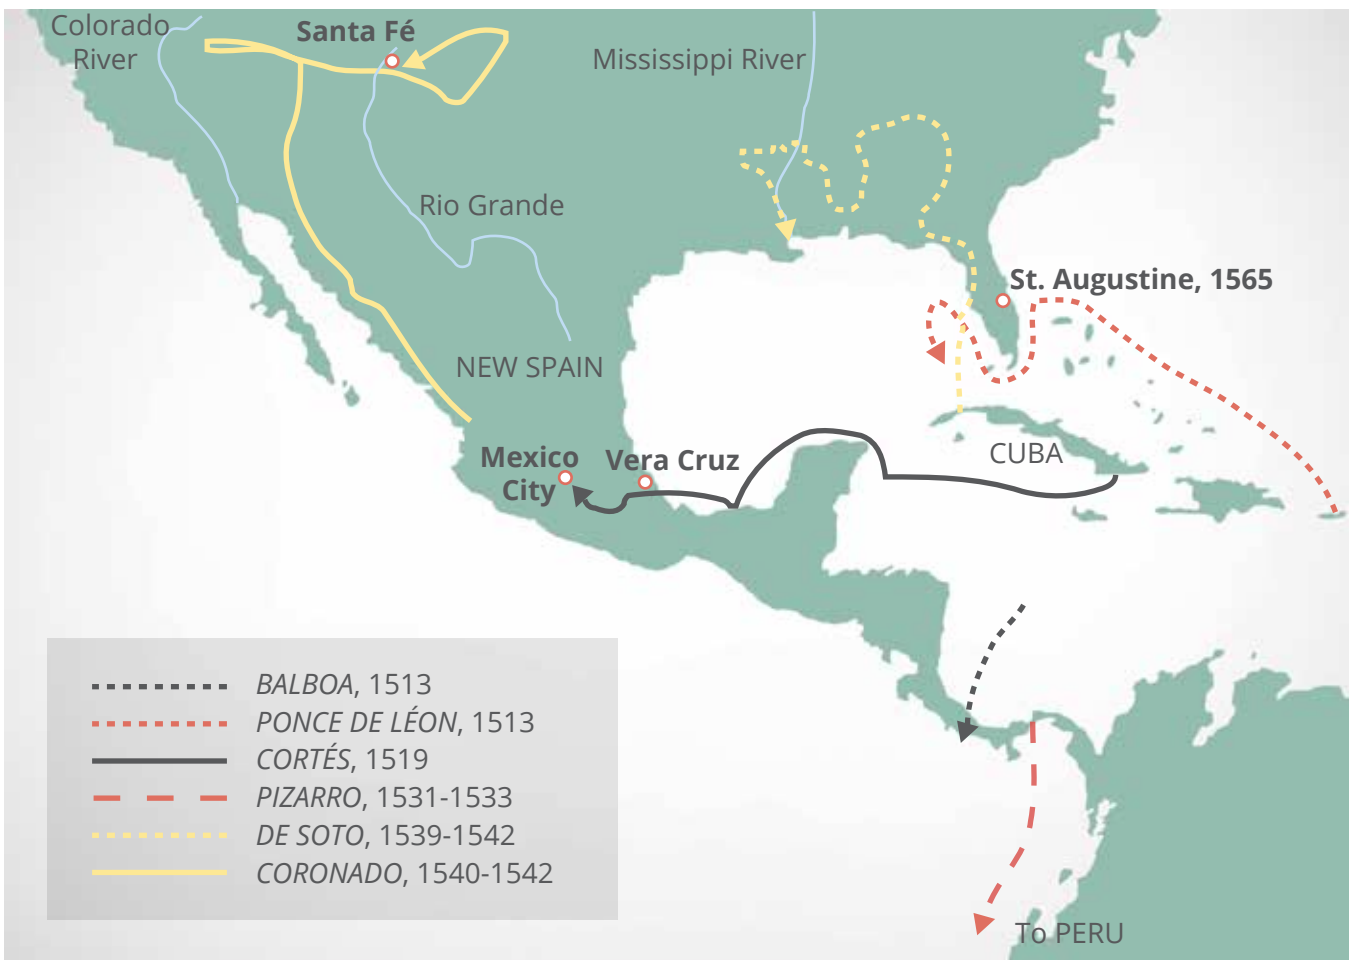 Colorado
River
Santa Fé
Mississippi River
Rio Grande
St. Augustine, 1565
NEW SPAIN
Mexico
City
Vera Cruz
CUBA
BALBOA, 1513
PONCE DE LÉON, 1513
CORTÉS, 1519
PIZARRO, 1531-1533
DE SOTO, 1539-1542
CORONADO, 1540-1542
To PERU